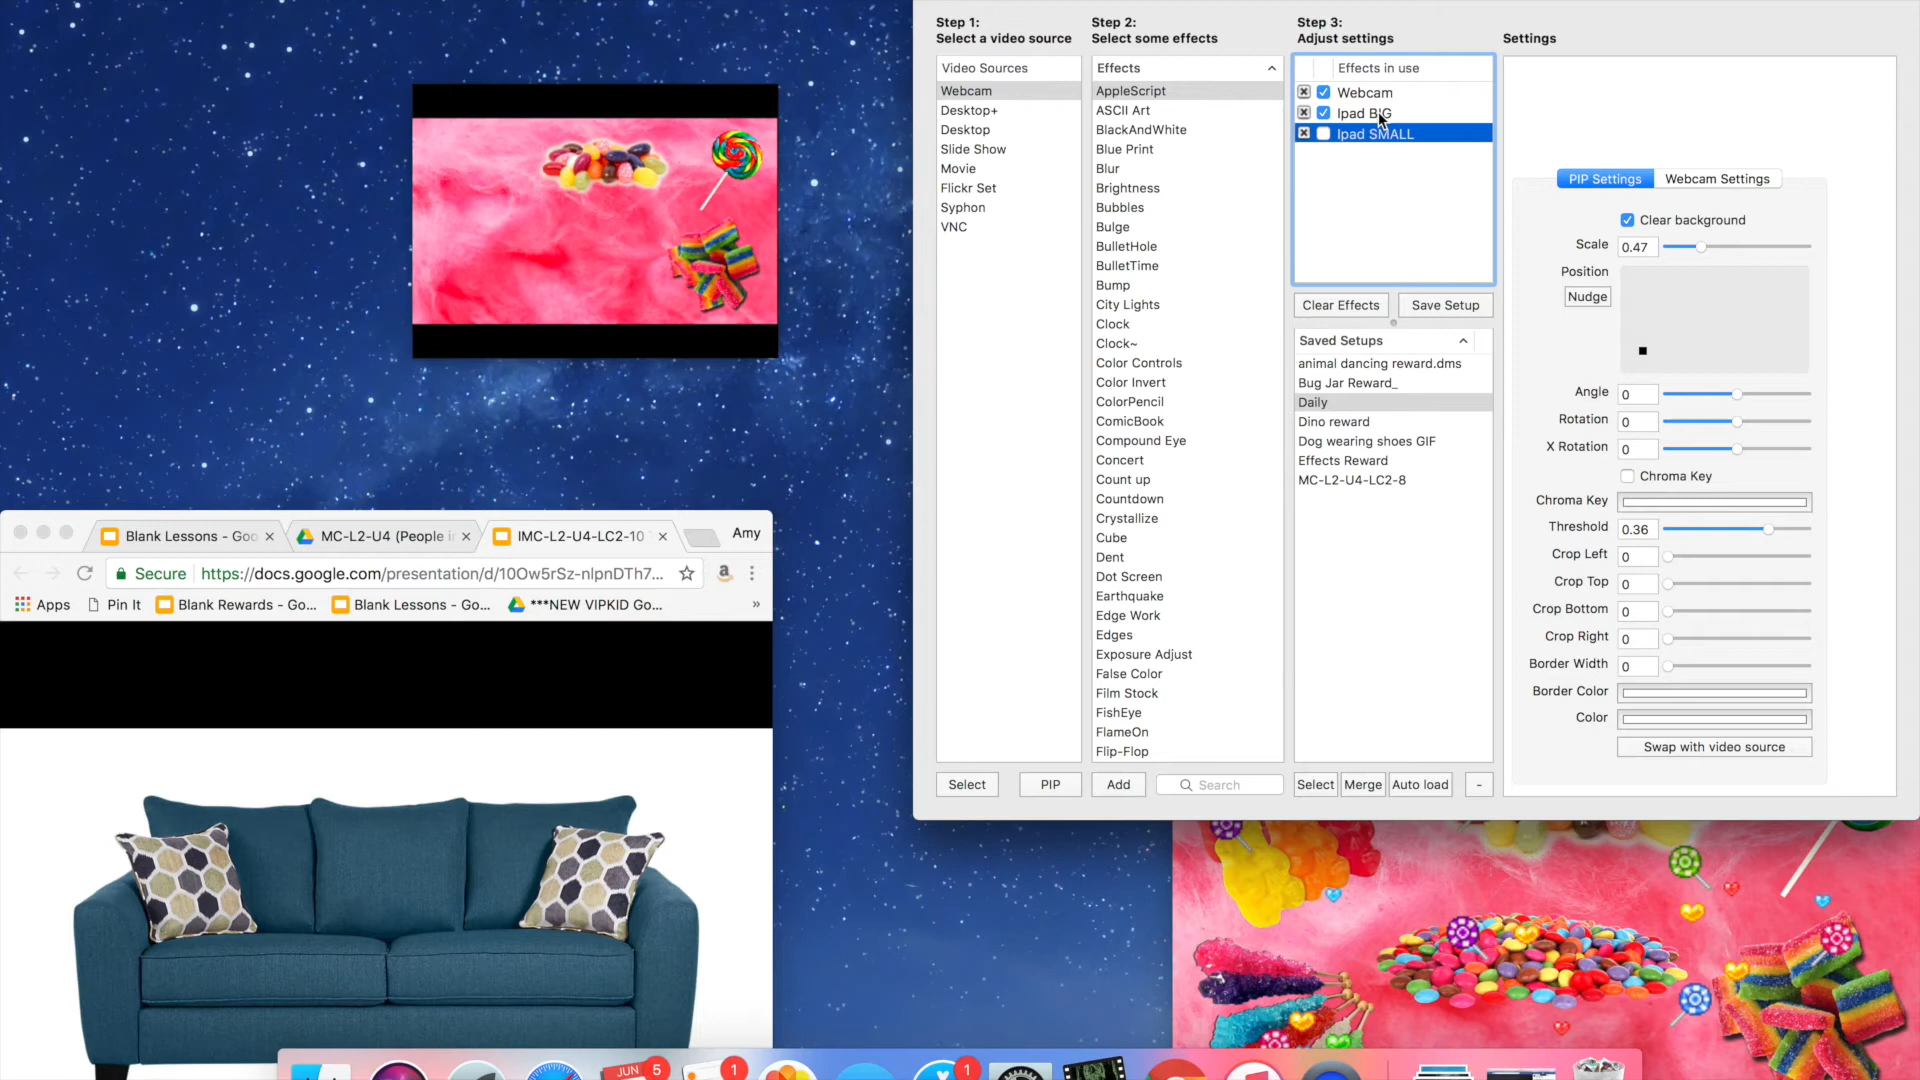 Step 1:
Select a video source
Step 2:
Select some effects
Step 3:
Adjust settings
Settings
Video Sources
Webcam
Desktop+
Desktop
Slide Show
Movie
Flickr Set
Syphon
VNC
Select
PIP
Effects
AppleScript
ASCII Art
BlackAndWhite
Blue Print
Blur
Brightness
Bubbles
Bulge
BulletHole
BulletTime
Bump
City Lights
Clock
Clock~
Color Controls
Color Invert
ColorPencil
ComicBook
Compound Eye
Concert
Count up
Countdown
Crystallize
Cube
Dent
Dot Screen
Earthquake
Edge Work
Edges
Exposure Adjust
False Color
Film Stock
FishEye
FlameOn
Flip-Flop
Add
Search
Effects in use
Webcam
Ipad BIG
Ipad SMALL
Clear Effects
Save Setup
Saved Setups
animal dancing reward.dms
Bug Jar Reward_
Daily
Dino reward
Dog wearing shoes GIF
Effects Reward
MC-L2-U4-LC2-8
Select
Merge
Auto load
-
PIP Settings
Webcam Settings
Clear background
Scale 0.47
Position
Nudge
Angle 0
Rotation 0
X Rotation 0
Chroma Key
Chroma Key
Threshold 0.36
Crop Left 0
Crop Top 0
Crop Bottom 0
Crop Right 0
Border Width 0
Border Color
Color
Swap with video source
Blank Lessons - Goo
MC-L2-U4 (People i
IMC-L2-U4-LC2-10
Amy
Secure https://docs.google.com/presentation/d/10Ow5rSz-nlpnDTh7...
Apps Pin It Blank Rewards - Go... Blank Lessons - Go... ***NEW VIPKID Go... »
JUN 5
1
1